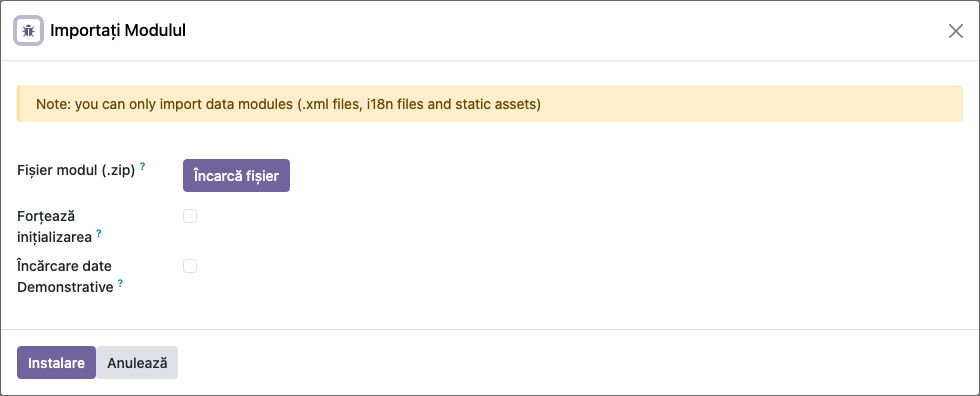 Importați Modulul
Note: you can only import data modules (.xml files, i18n files and static assets)
Fișier modul (.zip) ?
Încarcă fișier
Forțează
inițializarea ?
Încărcare date
Demonstrative ?
Instalare
Anulează